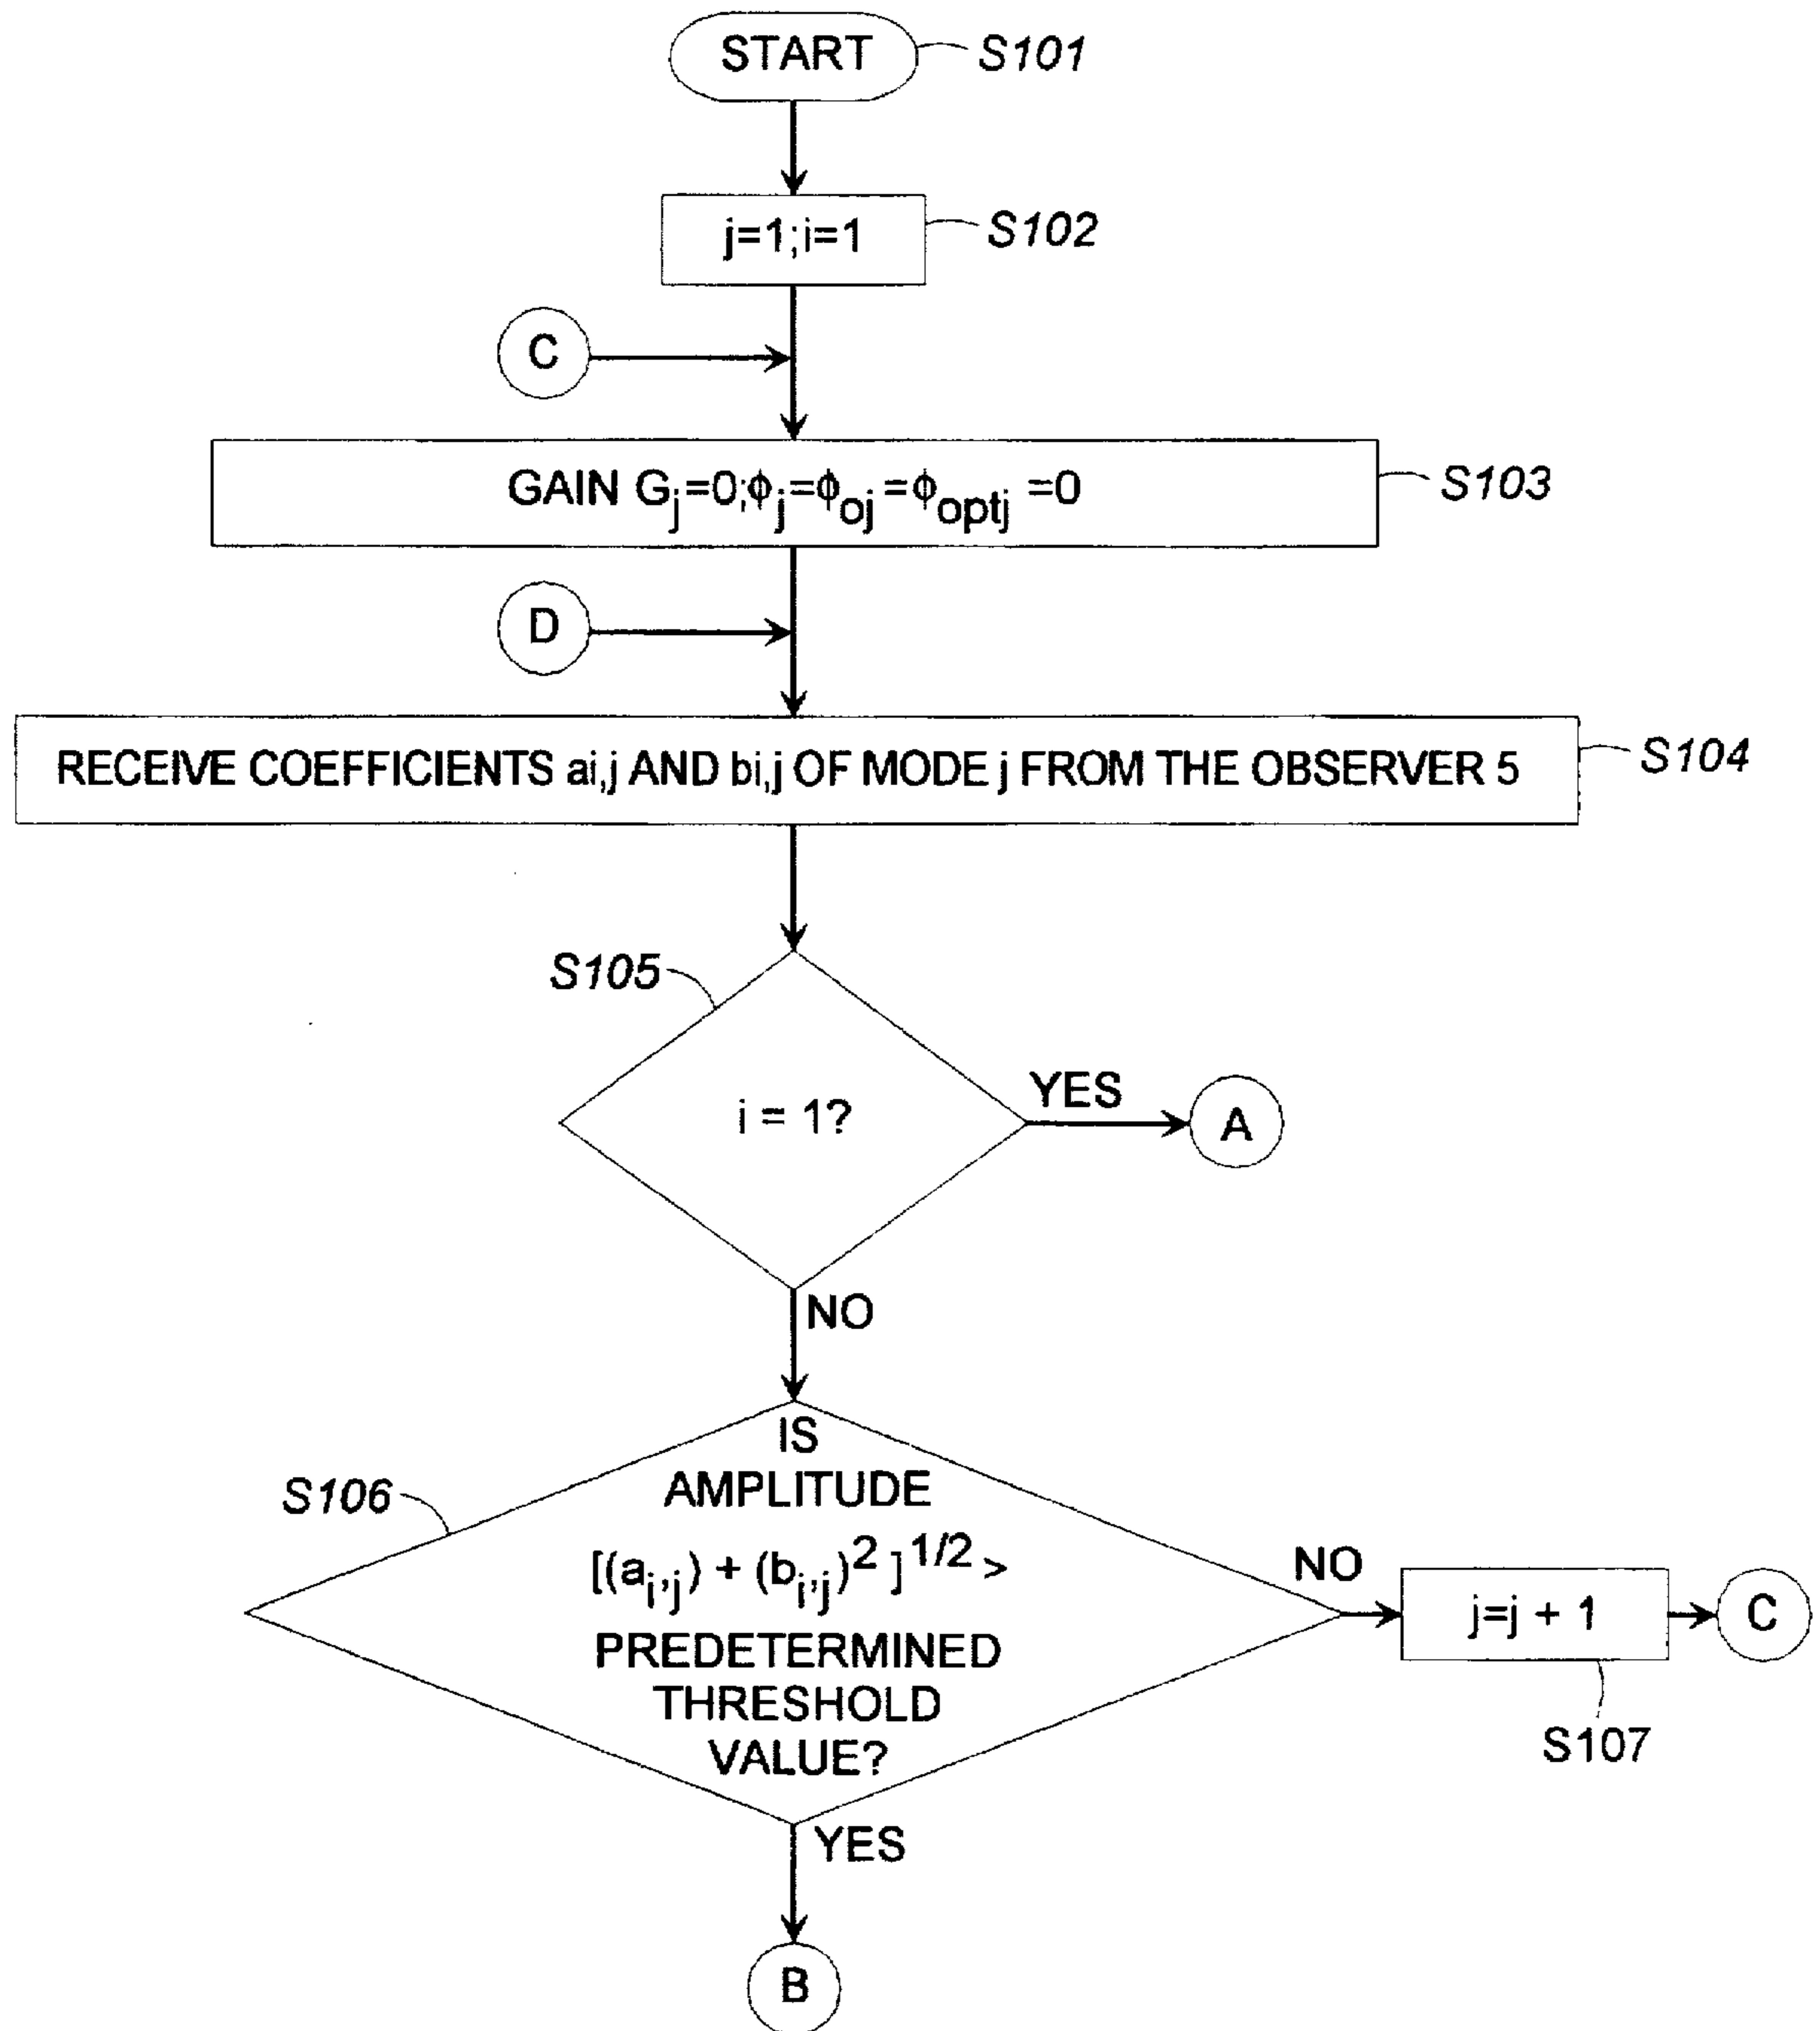 START
S101
j=1;i=1
S102
C
GAIN Gj=0;ϕj=ϕoj=ϕoptj =0
S103
D
RECEIVE COEFFICIENTS ai,j AND bi,j OF MODE j FROM THE OBSERVER 5
S104
S105
i = 1?
YES
A
NO
S106
IS
AMPLITUDE
[(ai,j) + (bi,j)² ]^1/2 >
PREDETERMINED
THRESHOLD
VALUE?
NO
j=j + 1
C
S107
YES
B